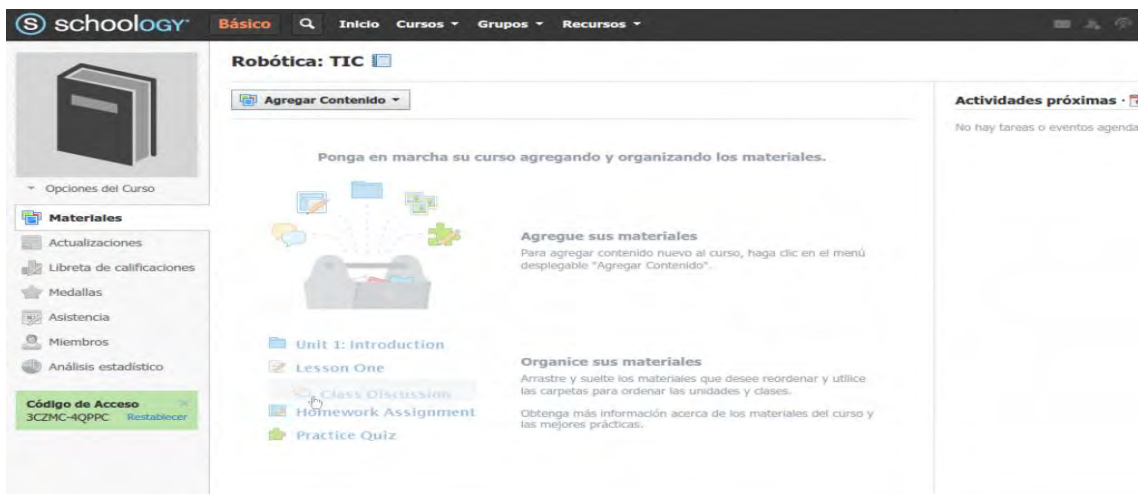 S schoology Básico Inicio Cursos Grupos Recursos
Robótica: TIC
Agregar Contenido
Actividades próximas ·
No hay tareas o eventos
Ponga en marcha su curso agregando y organizando los materiales.
Opciones del Curso
Materiales
Actualizaciones
Libreta de calificaciones
Medallas
Asistencia
Miembros
Análisis estadístico
Código de Acceso
3CZMC-4QPPC Restablecer
Agregue sus materiales
Para agregar contenido nuevo al curso, haga clic en el menú
desplegable "Agregar Contenido".
Unit 1: Introduction
Lesson One
Class Discussion
Homework Assignment
Practice Quiz
Organice sus materiales
Arrastre y suelte los materiales que desee reordenar y utilice
las carpetas para ordenar las unidades y clases.
Obtenga más información acerca de los materiales del curso y
las mejores prácticas.